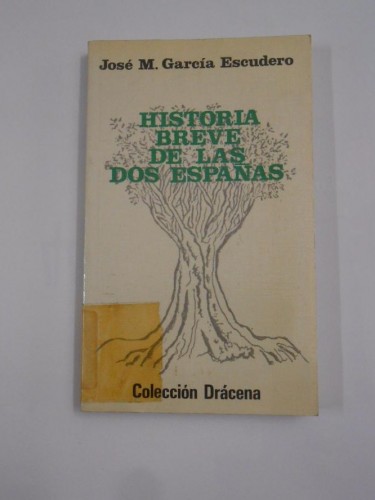 José M. García Escudero
HISTORIA
BREVE
DE LAS
DOS ESPAÑAS
Colección Drácena